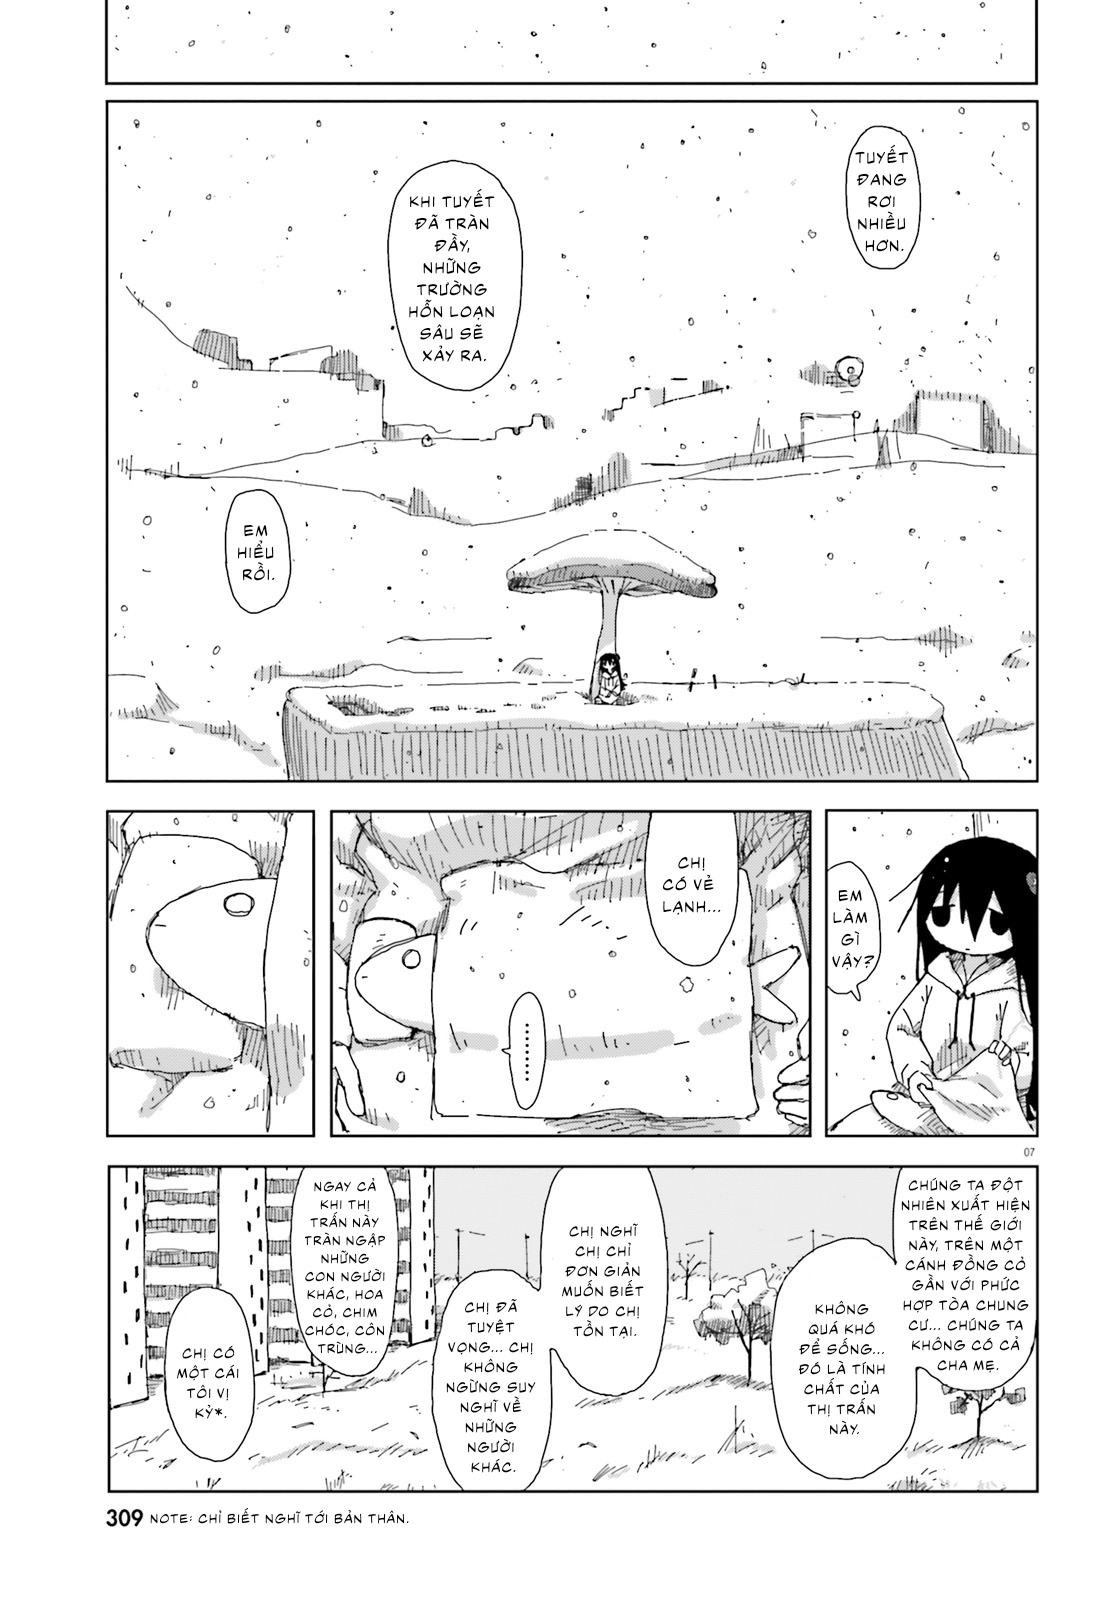 TUYẾT
ĐANG
RƠI
NHIỀU
HƠN.
KHI TUYẾT
ĐÃ TRÀN
ĐẦY,
NHỮNG
TRƯỜNG
HỖN LOẠN
SÂU SẼ
XẢY RA.
EM
HIỂU
RỒI.
EM
LÀM
GÌ
VẬY?
CHỊ
CÓ VẺ
LẠNH...
.........
07
CHÚNG TA ĐỘT
NHIÊN XUẤT HIỆN
TRÊN THẾ GIỚI
NÀY, TRÊN MỘT
CÁNH ĐỒNG CỎ
GẦN VỚI PHỨC
HỢP TÒA CHUNG
CƯ... CHÚNG TA
KHÔNG CÓ CẢ
CHA MẸ.
KHÔNG
QUÁ KHÓ
ĐỂ SỐNG...
ĐÓ LÀ TÍNH
CHẤT CỦA
THỊ TRẤN
NÀY.
CHỊ NGHĨ
CHỊ CHỈ
ĐƠN GIẢN
MUỐN BIẾT
LÝ DO CHỊ
TỒN TẠI.
CHỊ ĐÃ
TUYỆT
VỌNG... CHỊ
KHÔNG
NGỪNG SUY
NGHĨ VỀ
NHỮNG
NGƯỜI
KHÁC.
NGAY CẢ
KHI THỊ
TRẤN NÀY
TRÀN NGẬP
NHỮNG
CON NGƯỜI
KHÁC, HOA
CỎ, CHIM
CHÓC, CÔN
TRÙNG...
CHỊ CÓ
MỘT CÁI
TÔI VỊ
KỶ*.
309 NOTE: CHỈ BIẾT NGHĨ TỚI BẢN THÂN.